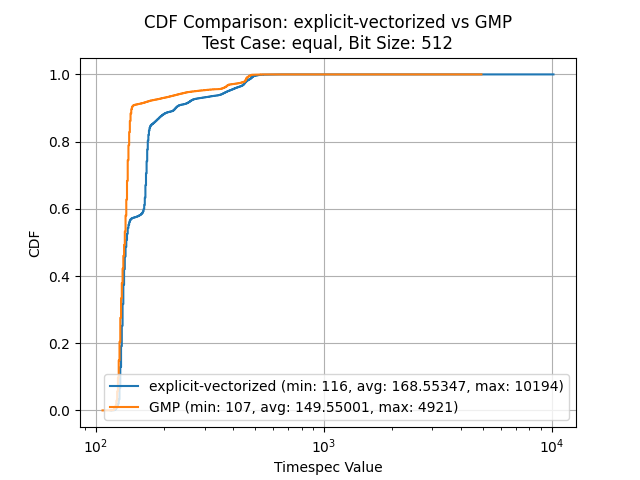 CDF Comparison: explicit-vectorized vs GMP
Test Case: equal, Bit Size: 512
1.0
0.8
0.6
0.4
0.2
0.0
CDF
explicit-vectorized (min: 116, avg: 168.55347, max: 10194)
GMP (min: 107, avg: 149.55001, max: 4921)
10² 10³ 10⁴
Timespec Value